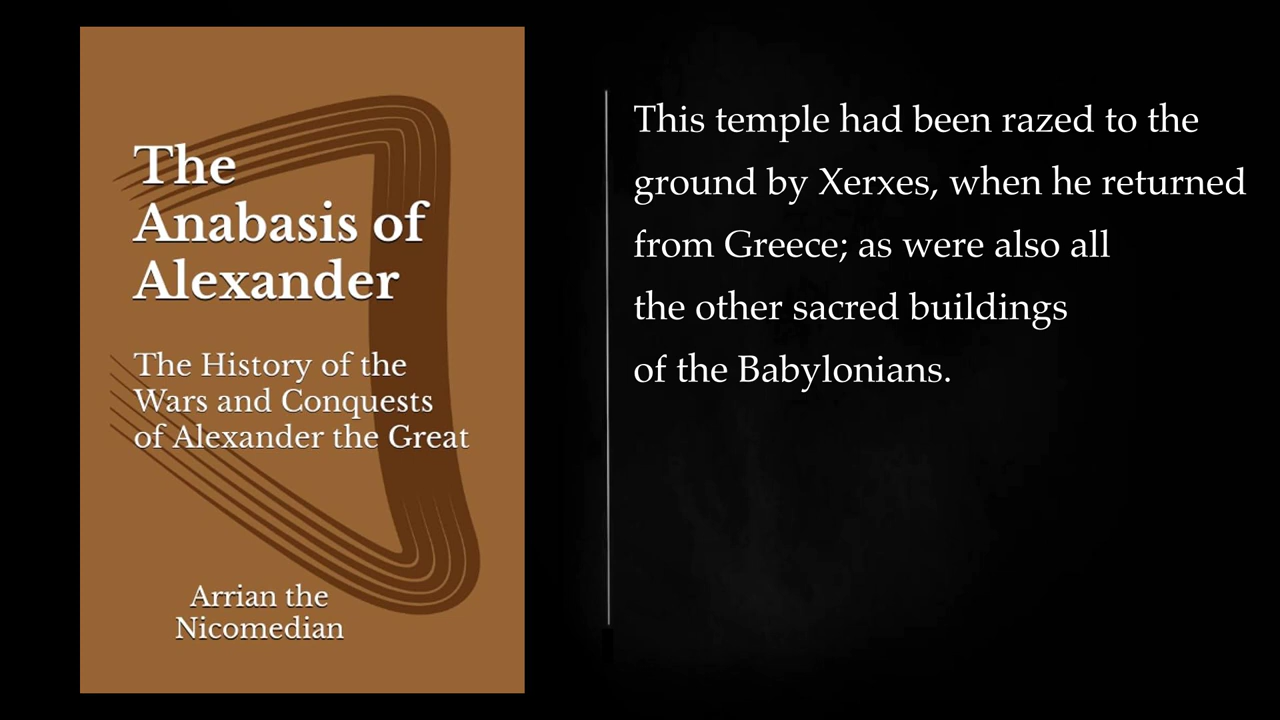 The
Anabasis of
Alexander
The History of the
Wars and Conquests
of Alexander the Great
Arrian the
Nicomedian
This temple had been razed to the
ground by Xerxes, when he returned
from Greece; as were also all
the other sacred buildings
of the Babylonians.